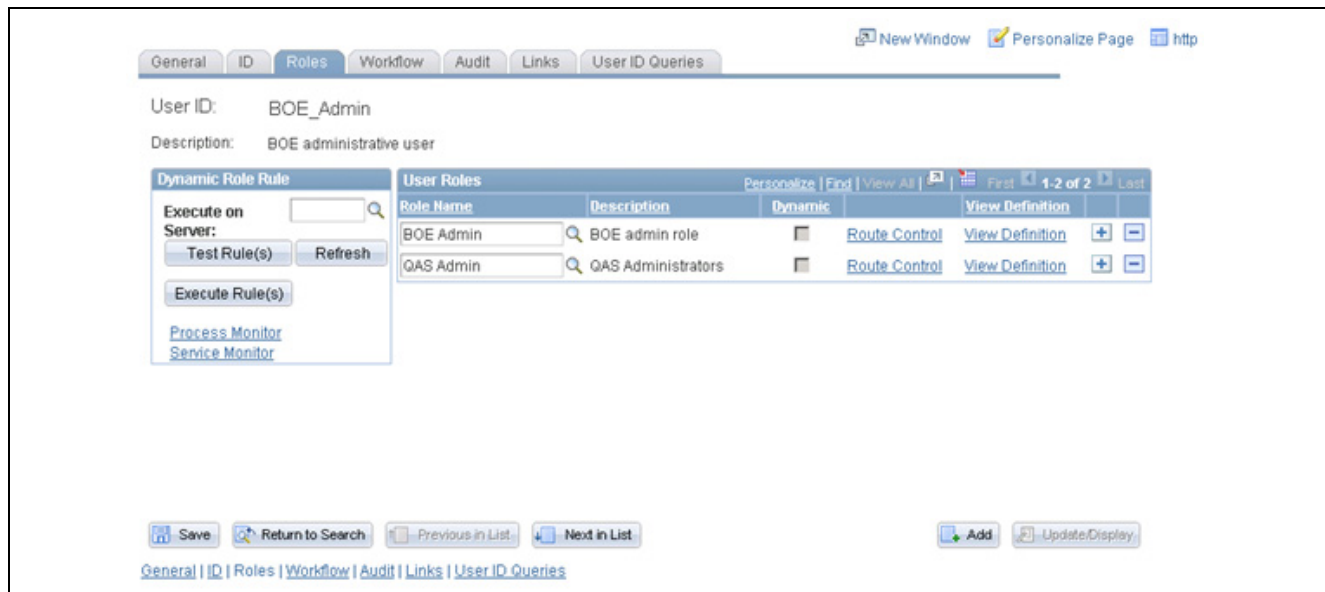 New Window Personalize Page http
General ID Roles Workflow Audit Links User ID Queries
User ID: BOE_Admin
Description: BOE administrative user
Dynamic Role Rule
Execute on
Server:
Test Rule(s) Refresh
Execute Rule(s)
Process Monitor
Service Monitor
User Roles Personalize | Find | View All | | First 1-2 of 2 Last
Role Name Description Dynamic View Definition
BOE Admin BOE admin role Route Control View Definition
QAS Admin QAS Administrators Route Control View Definition
Save Return to Search Previous in List Next in List Add Update/Display
General | ID | Roles | Workflow | Audit | Links | User ID Queries